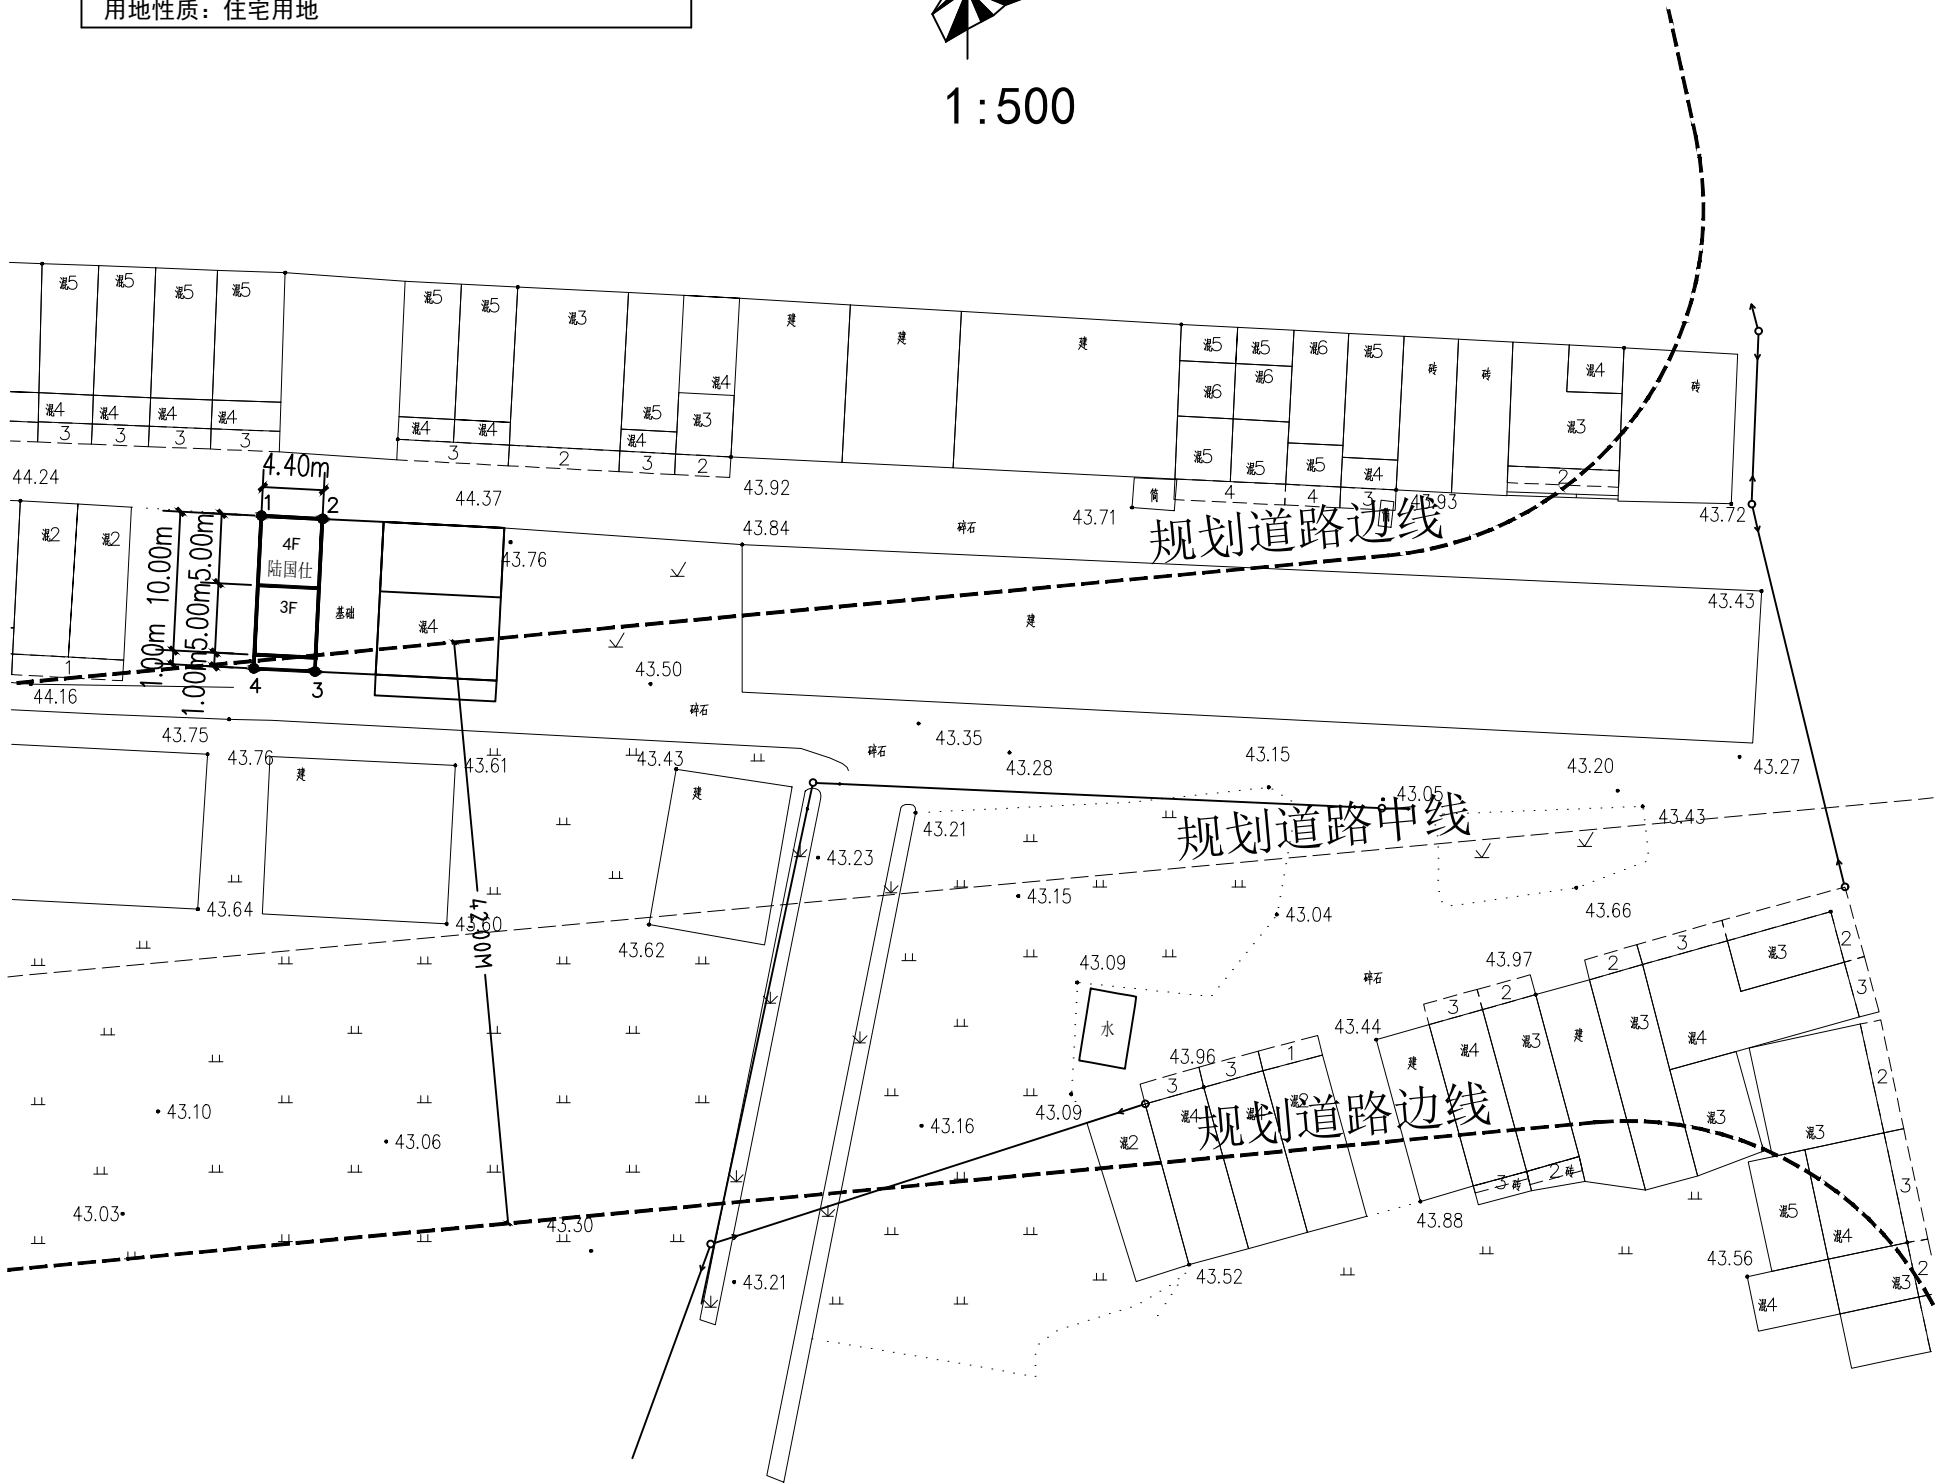 用地性质：住宅用地
1:500
混5 混5 混5 混5 混5 混5 混3 建 建 建 混5 混5 混6 混5 砖 砖 混4 砖
混4 混6 混6
混4 混4 混4 混4 混4 混4 混5 混4 混3 混3
3 3 3 3 3 2 3 2 混5 混5 混5 混4 2
4.40m
44.24 44.37 43.92 筒 4 4 3 43.93
1 2 43.84 碎石 43.71 43.72
规划道路边线
混2 混2 4F 43.76
陆国仕
10.00m 5.00m
3F 基础 混4 建 43.43
1.00m 5.00m
1 43.50
1.00m
44.16 4 3
碎石
43.75 43.76 43.61 43.43 碎石 43.35 43.28 43.15 43.20 43.27
建 建 43.05
43.21 43.43
规划道路中线
43.23
43.64 43.60 43.62 43.15 43.04 43.66
42.00M
43.09 碎石 43.97 2 3 混3 2
3 2 3
水 43.44 混3 混4
43.96 3 3 1 建 混4 混3 建 2
43.10 43.09 混4 混3
规划道路边线
43.06 43.16 混2 混3
3 砖 2 砖 3
43.03 43.30 43.88 混5 混4
43.21 43.52 43.56 混3 2
混4